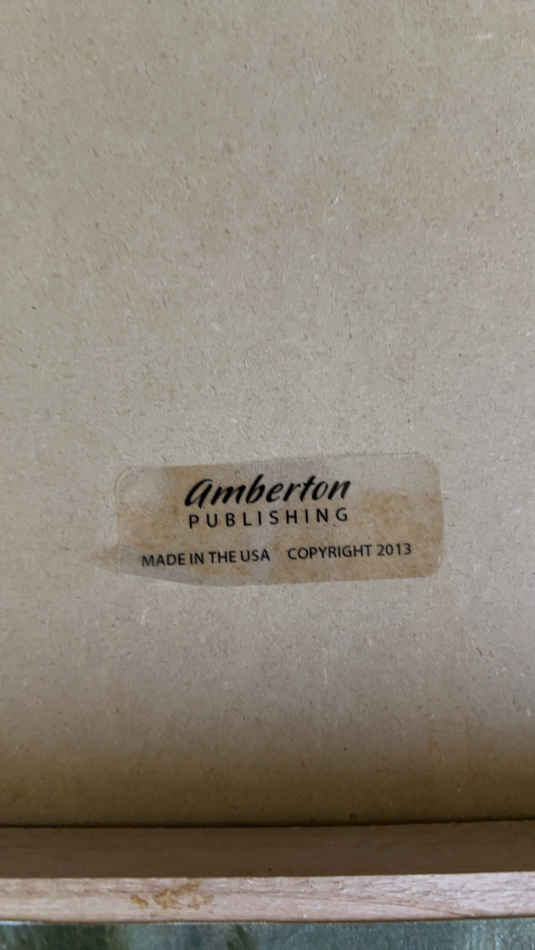 Amberton
PUBLISHING
MADE IN THE USA COPYRIGHT 2013